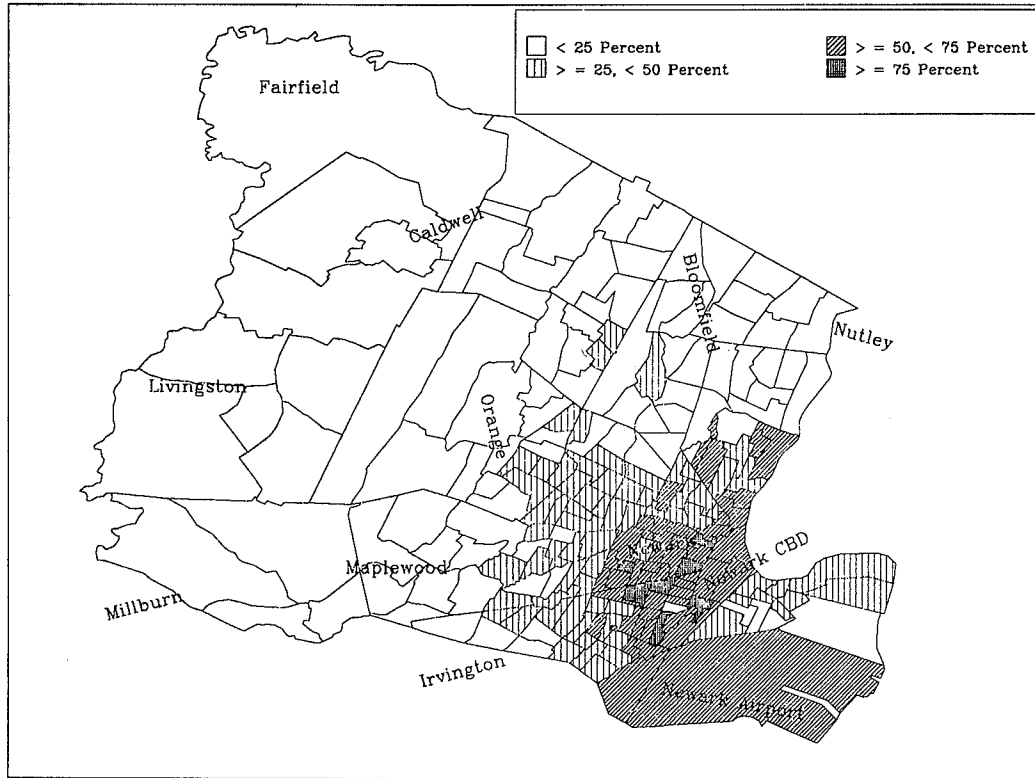 < 25 Percent
> = 25, < 50 Percent
> = 50, < 75 Percent
> = 75 Percent
Fairfield
Caldwell
Bloomfield
Nutley
Livingston
Orange
Newark
Newark CBD
Maplewood
Millburn
Irvington
Newark Airport